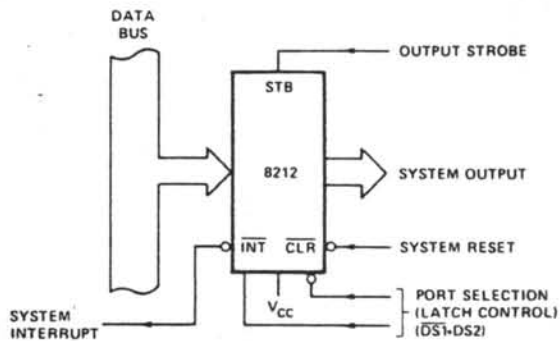 DATA
BUS
OUTPUT STROBE
STB
8212
SYSTEM OUTPUT
INT
CLR
SYSTEM RESET
SYSTEM
INTERRUPT
VCC
PORT SELECTION
(LATCH CONTROL)
(DS1•DS2)